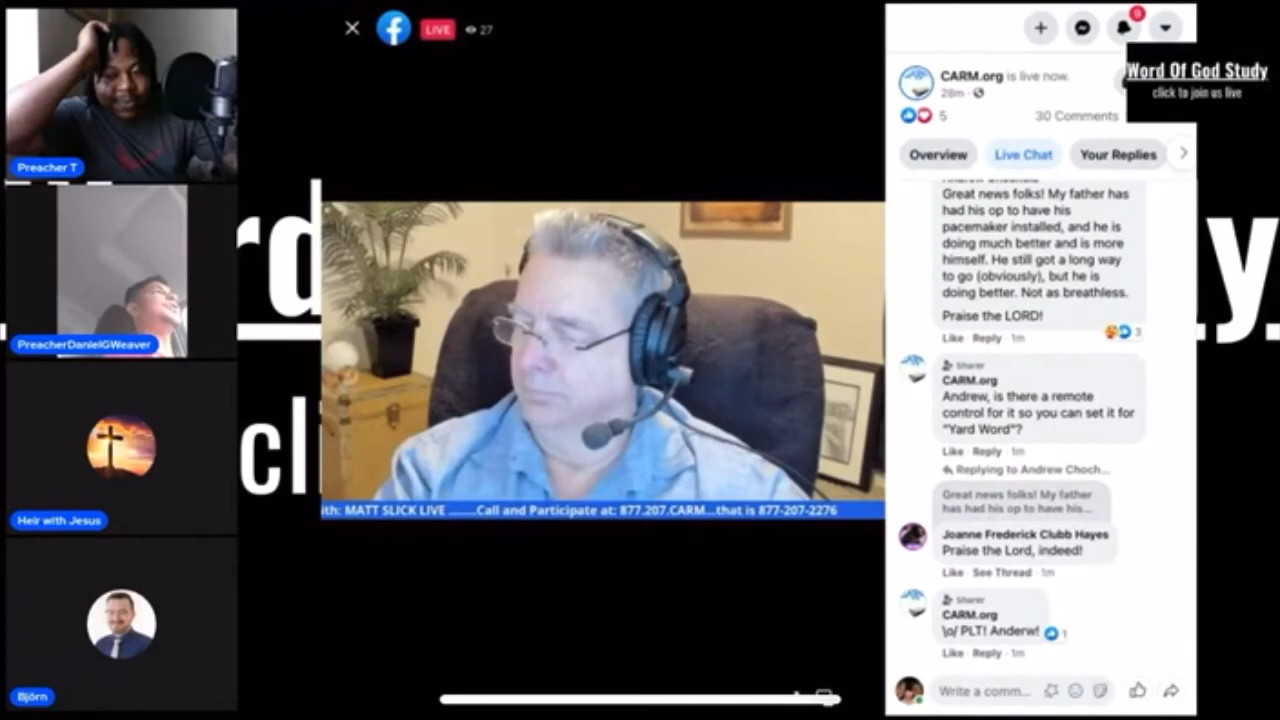 Preacher T
PreacherDanielGWeaver
Heir with Jesus
Björn
rd
y.
cli
LIVE
27
ith: MATT SLICK LIVE ........Call and Participate at: 877.207.CARM...that is 877-207-2276
9
CARM.org is live now.
28m
Word Of God Study
click to join us live
5
30 Comments
Overview
Live Chat
Your Replies
Great news folks! My father has
had his op to have his
pacemaker installed, and he is
doing much better and is more
himself. He still got a long way
to go (obviously), but he is
doing better. Not as breathless.
Praise the LORD!
3
Like · Reply · 1m
Sharer
CARM.org
Andrew, is there a remote
control for it so you can set it for
"Yard Word"?
Like · Reply · 1m
Replying to Andrew Choch...
Great news folks! My father
has had his op to have his...
Joanne Frederick Clubb Hayes
Praise the Lord, indeed!
Like · See Thread · 1m
Sharer
CARM.org
\o/ PLT! Anderw!
1
Like · Reply · 1m
Write a comm...